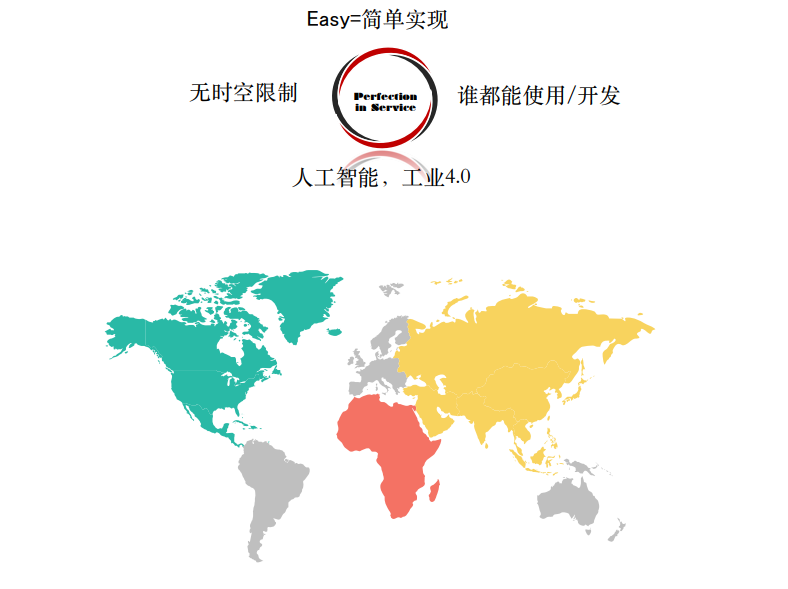 Easy=简单实现
无时空限制
Perfection
in Service
谁都能使用/开发
人工智能，工业4.0